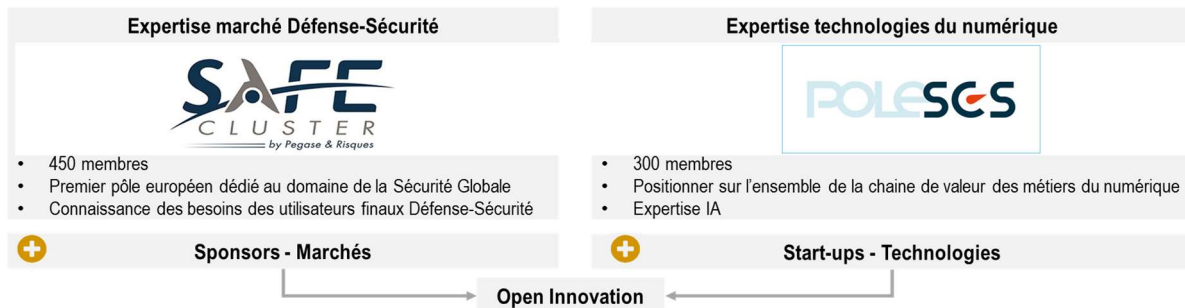 Expertise marché Défense-Sécurité
SAFE
CLUSTER
by Pegase & Risques
• 450 membres
• Premier pôle européen dédié au domaine de la Sécurité Globale
• Connaissance des besoins des utilisateurs finaux Défense-Sécurité
Sponsors - Marchés
Expertise technologies du numérique
POLESCS
• 300 membres
• Positionner sur l'ensemble de la chaine de valeur des métiers du numérique
• Expertise IA
Start-ups - Technologies
Open Innovation